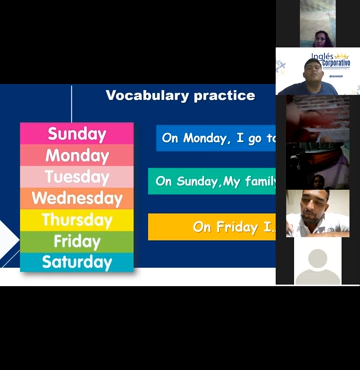 Vocabulary practice
Sunday
Monday
Tuesday
Wednesday
Thursday
Friday
Saturday
On Monday, I go to
On Sunday,My family
On Friday I..
Inglés
Corporativo